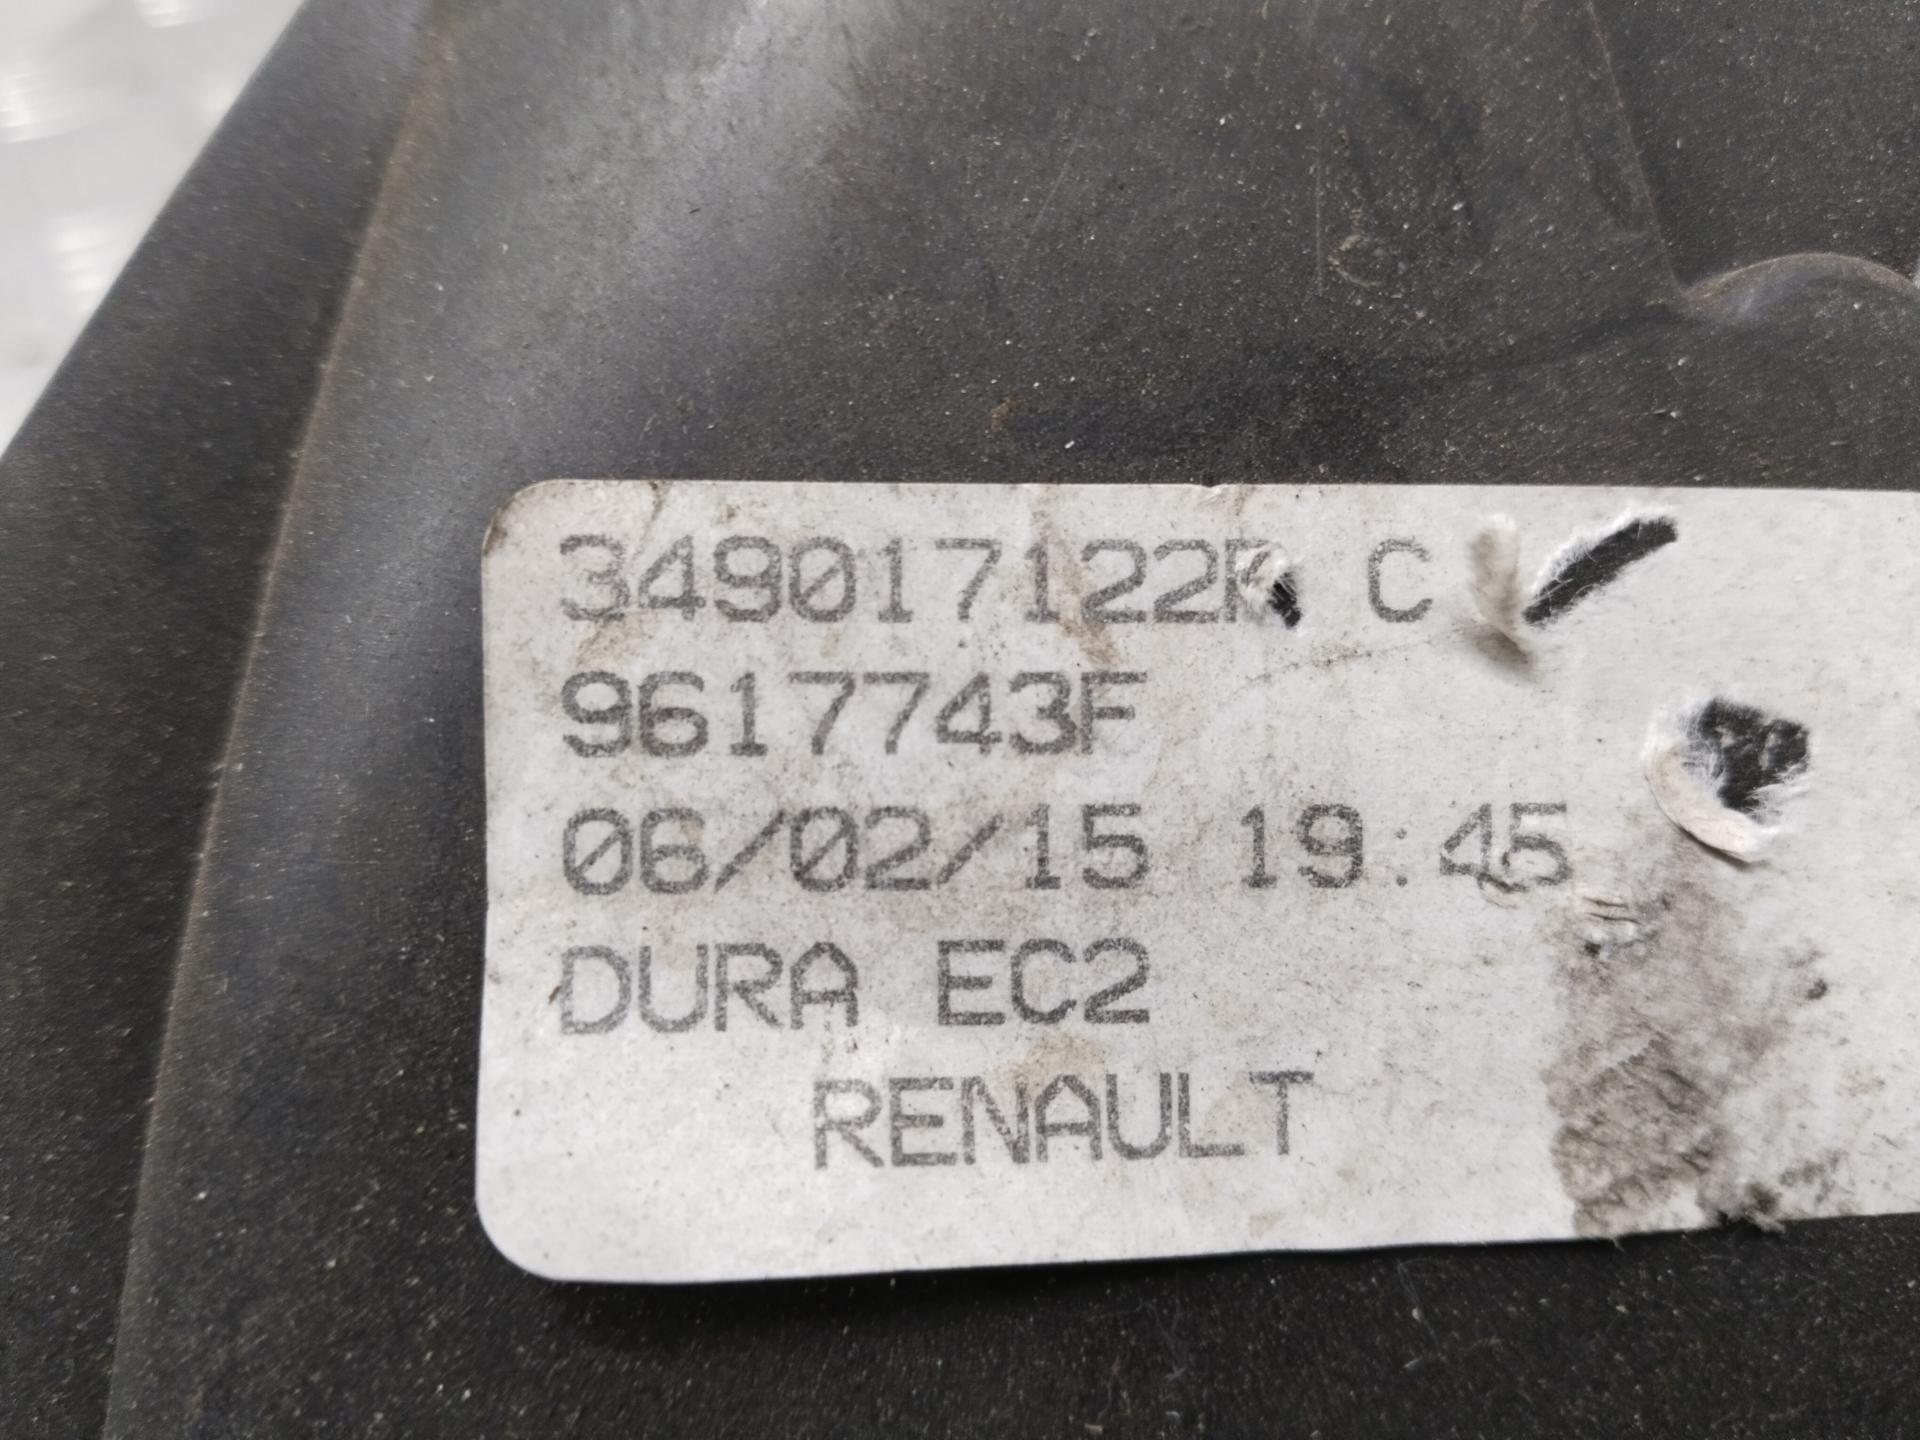 349017122R C
9617743F
06/02/15 19:45
DURA EC2
RENAULT